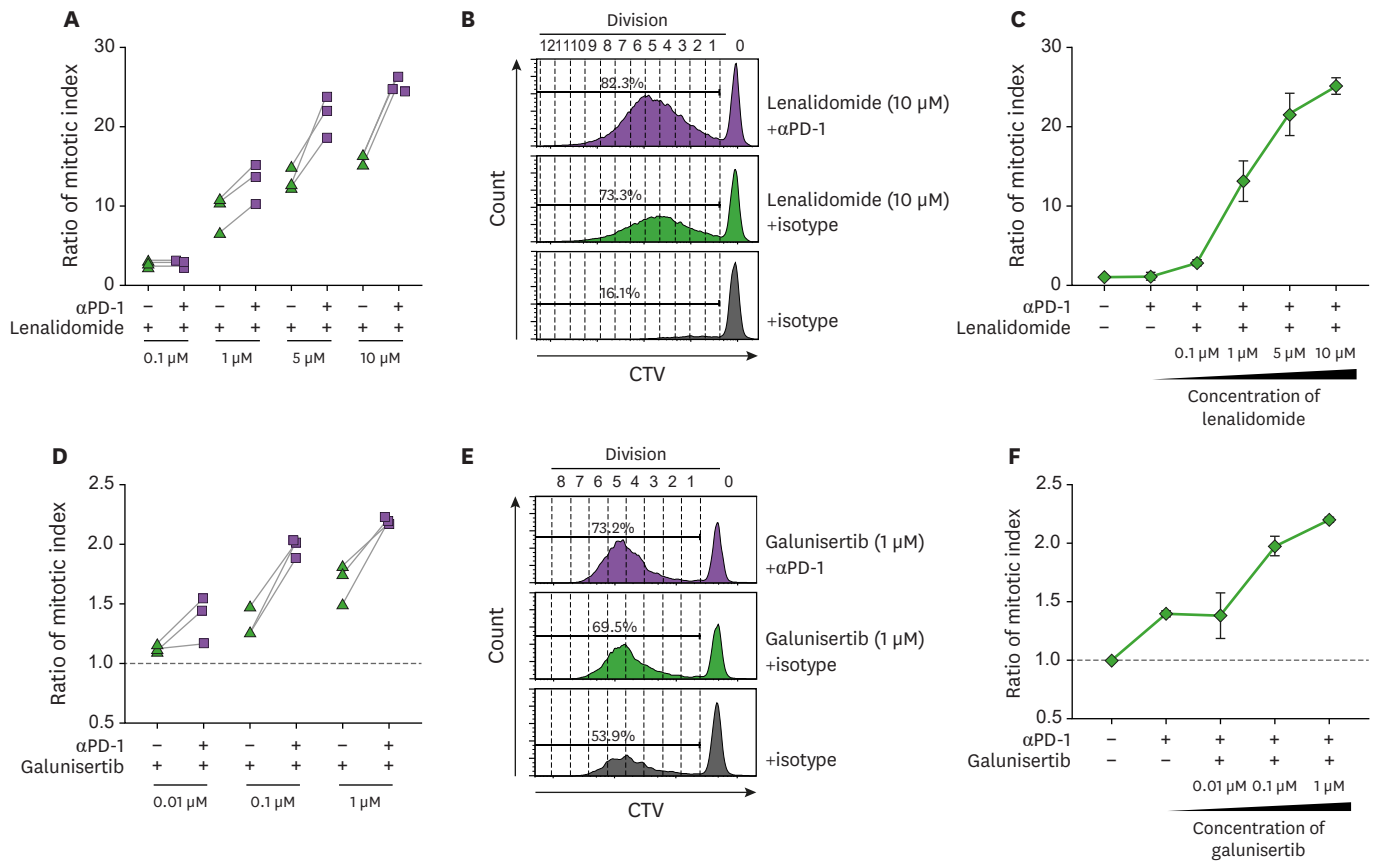 A
30
20
10
0
Ratio of mitotic index
αPD-1 − + − + − + − +
Lenalidomide + + + + + + + +
0.1 μM 1 μM 5 μM 10 μM
B
Division
12 11 10 9 8 7 6 5 4 3 2 1 0
82.3%
Lenalidomide (10 μM)
+αPD-1
73.3%
Lenalidomide (10 μM)
+isotype
16.1%
+isotype
Count
CTV
C
30
20
10
0
Ratio of mitotic index
αPD-1 − + + + + +
Lenalidomide − − + + + +
0.1 μM 1 μM 5 μM 10 μM
Concentration of
lenalidomide
D
2.5
2.0
1.5
1.0
0.5
Ratio of mitotic index
αPD-1 − + − + − +
Galunisertib + + + + + +
0.01 μM 0.1 μM 1 μM
E
Division
8 7 6 5 4 3 2 1 0
73.2%
Galunisertib (1 μM)
+αPD-1
69.5%
Galunisertib (1 μM)
+isotype
53.9%
+isotype
Count
CTV
F
2.5
2.0
1.5
1.0
0.5
Ratio of mitotic index
αPD-1 − + + + +
Galunisertib − − + + +
0.01 μM 0.1 μM 1 μM
Concentration of
galunisertib